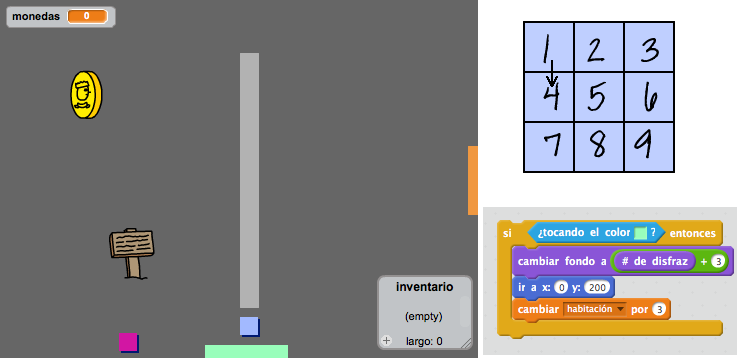 monedas 0
1 2 3
4 5 6
7 8 9
si ¿tocando el color ? entonces
cambiar fondo a # de disfraz + 3
ir a x: 0 y: 200
cambiar habitación por 3
inventario
(empty)
+ largo: 0